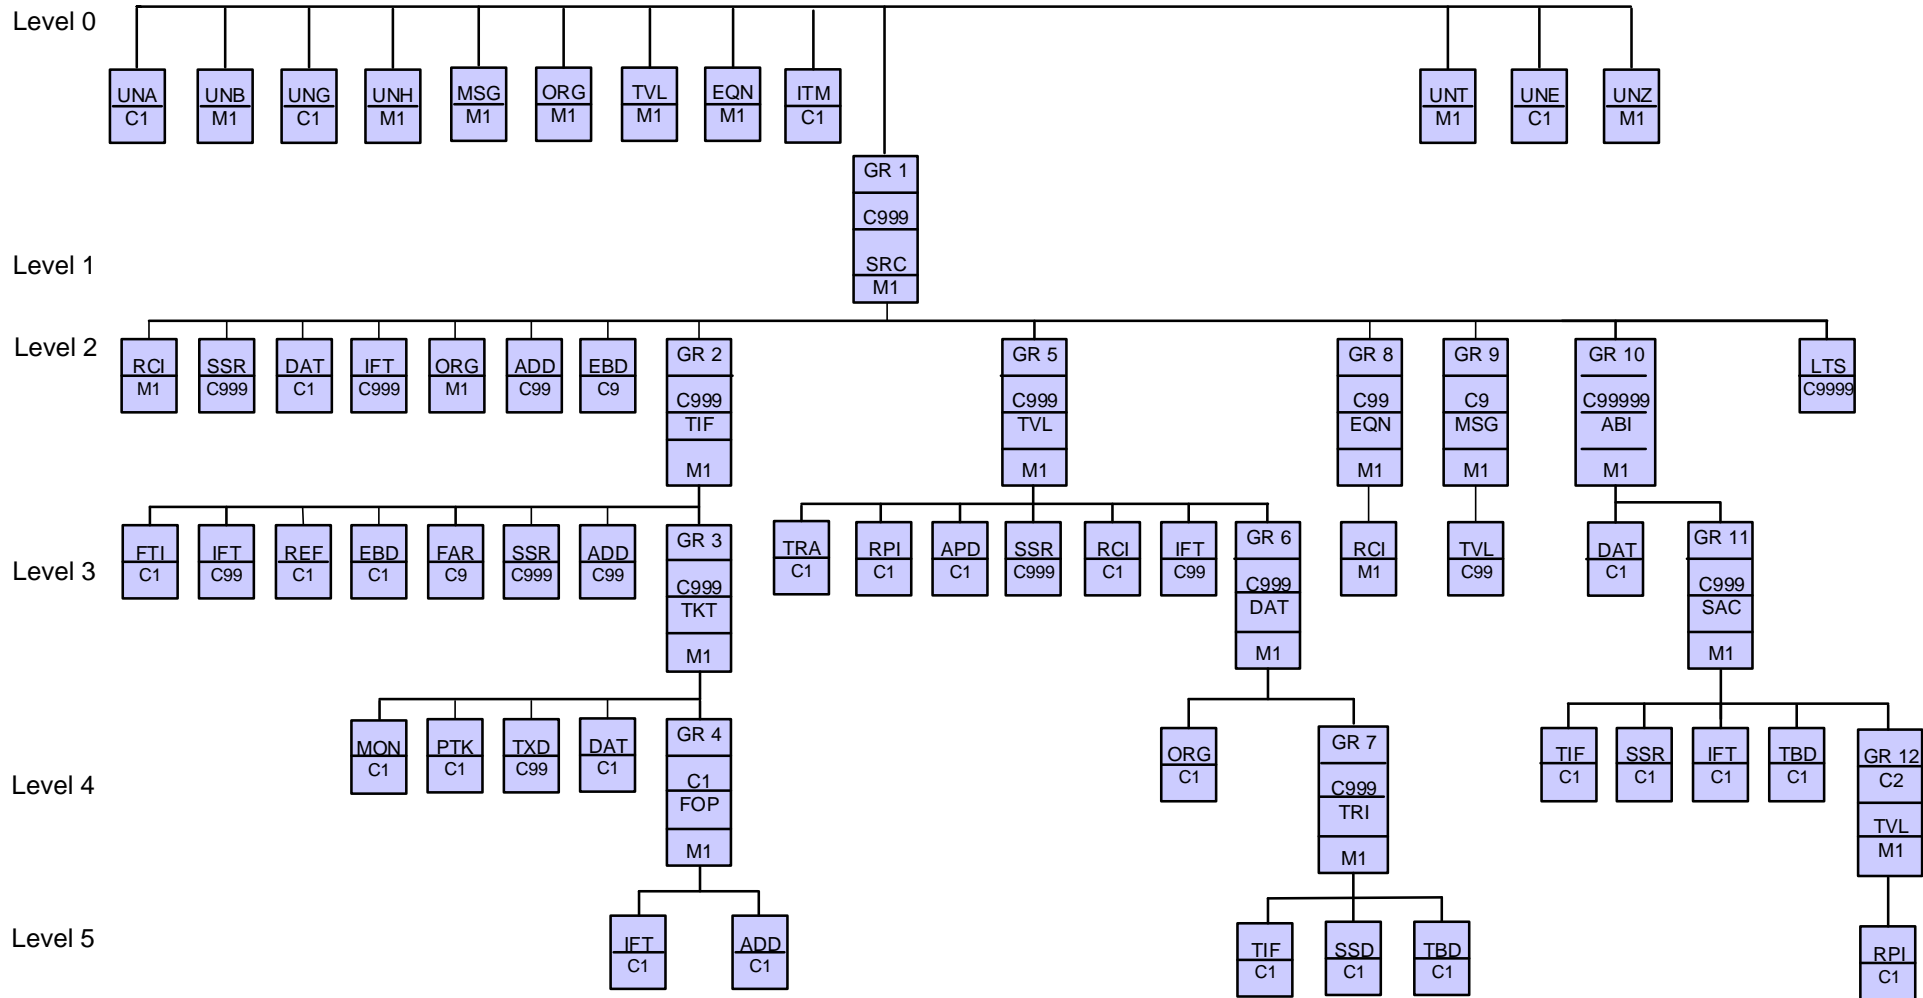 Level 0
UNA
C1
UNB
M1
UNG
C1
UNH
M1
MSG
M1
ORG
M1
TVL
M1
EQN
M1
ITM
C1
UNT
M1
UNE
C1
UNZ
M1
Level 1
GR 1
C999
SRC
M1
Level 2
RCI
M1
SSR
C999
DAT
C1
IFT
C999
ORG
M1
ADD
C99
EBD
C9
GR 2
C999
TIF
M1
GR 5
C999
TVL
M1
GR 8
C99
EQN
M1
GR 9
C9
MSG
M1
GR 10
C99999
ABI
M1
LTS
C9999
Level 3
FTI
C1
IFT
C99
REF
C1
EBD
C1
FAR
C9
SSR
C999
ADD
C99
GR 3
C999
TKT
M1
TRA
C1
RPI
C1
APD
C1
SSR
C999
RCI
C1
IFT
C99
GR 6
C999
DAT
M1
RCI
M1
TVL
C99
DAT
C1
GR 11
C999
SAC
M1
Level 4
MON
C1
PTK
C1
TXD
C99
DAT
C1
GR 4
C1
FOP
M1
ORG
C1
GR 7
C999
TRI
M1
TIF
C1
SSR
C1
IFT
C1
TBD
C1
GR 12
C2
TVL
M1
Level 5
IFT
C1
ADD
C1
TIF
C1
SSD
C1
TBD
C1
RPI
C1